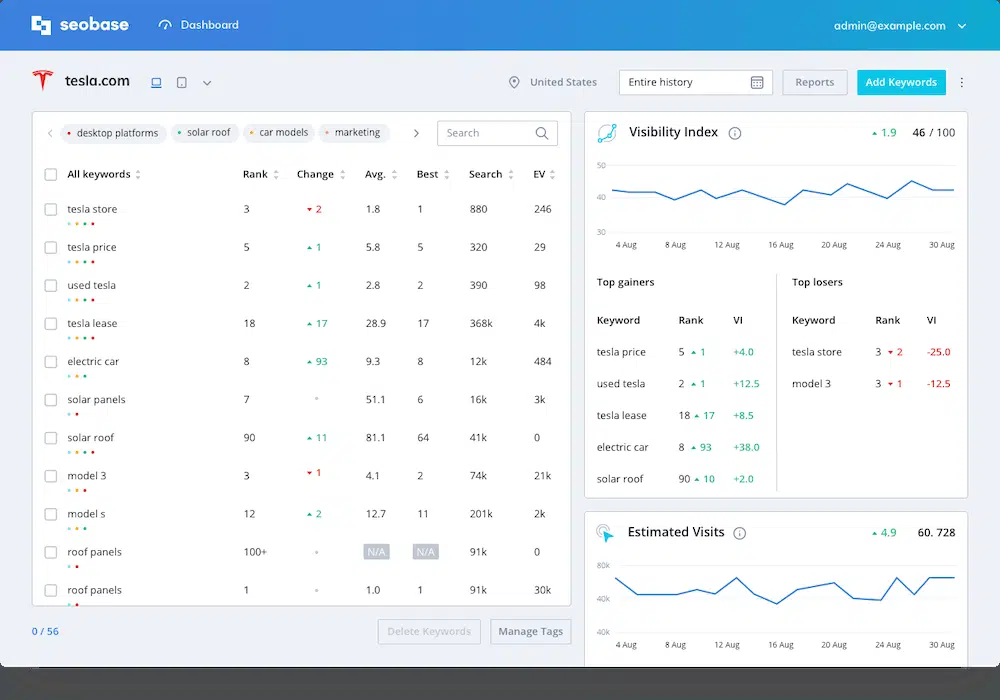 seobase Dashboard admin@example.com
tesla.com United States Entire history Reports Add Keywords
desktop platforms solar roof car models marketing Search
All keywords Rank Change Avg. Best Search EV
tesla store 3 2 1.8 1 880 246
tesla price 5 1 5.8 5 320 29
used tesla 2 1 2.8 2 390 98
tesla lease 18 17 28.9 17 368k 4k
electric car 8 93 9.3 8 12k 484
solar panels 7 51.1 6 16k 3k
solar roof 90 11 81.1 64 41k 0
model 3 3 1 4.1 2 74k 21k
model s 12 2 12.7 11 201k 2k
roof panels 100+ N/A N/A 91k 0
roof panels 1 1.0 1 91k 30k
0 / 56 Delete Keywords Manage Tags
Visibility Index 1.9 46 / 100
50
40
30
4 Aug 8 Aug 12 Aug 16 Aug 20 Aug 24 Aug 30 Aug
Top gainers
Keyword Rank VI
tesla price 5 1 +4.0
used tesla 2 1 +12.5
tesla lease 18 17 +8.5
electric car 8 93 +38.0
solar roof 90 10 +2.0
Top losers
Keyword Rank VI
tesla store 3 2 -25.0
model 3 3 1 -12.5
Estimated Visits 4.9 60. 728
80k
40k
40k
4 Aug 8 Aug 12 Aug 16 Aug 20 Aug 24 Aug 30 Aug